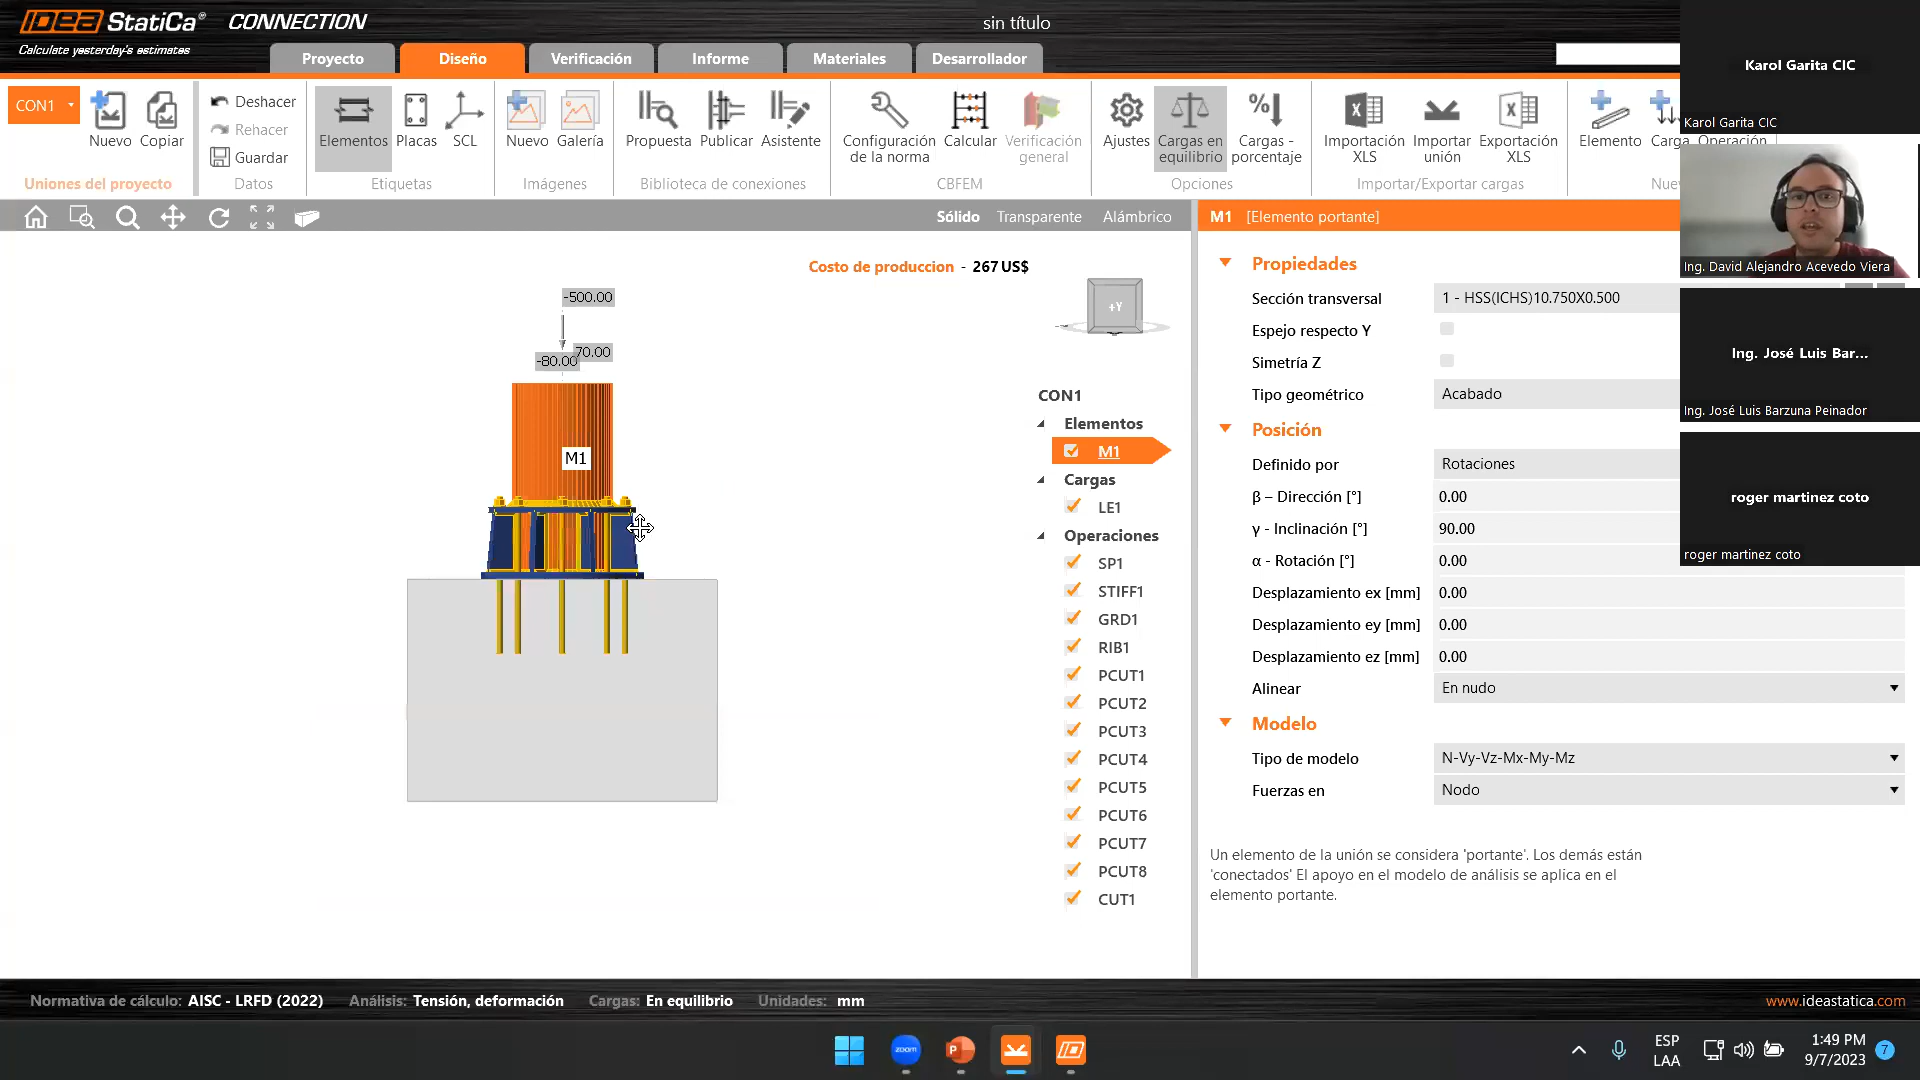 IDEA StatiCa® CONNECTION
Calculate yesterday's estimates
sin título
Proyecto Diseño Verificación Informe Materiales Desarrollador
CON1 Nuevo Copiar
Uniones del proyecto
Deshacer
Rehacer
Guardar
Datos
Elementos Placas SCL
Etiquetas
Nuevo Galería
Imágenes
Propuesta Publicar Asistente
Biblioteca de conexiones
Configuración de la norma Calcular Verificación general
CBFEM
Ajustes Cargas en equilibrio Cargas - porcentaje
Opciones
Importación XLS Importar unión Exportación XLS
Importar/Exportar cargas
Elemento Carga Operación
Sólido Transparente Alámbrico
Costo de produccion - 267 US$
-500.00
70.00
-80.00
M1
+Y
CON1
Elementos
M1
Cargas
LE1
Operaciones
SP1
STIFF1
GRD1
RIB1
PCUT1
PCUT2
PCUT3
PCUT4
PCUT5
PCUT6
PCUT7
PCUT8
CUT1
M1 [Elemento portante]
Propiedades
Sección transversal 1 - HSS(ICHS)10.750X0.500
Espejo respecto Y
Simetría Z
Tipo geométrico Acabado
Posición
Definido por Rotaciones
β – Dirección [°] 0.00
γ - Inclinación [°] 90.00
α - Rotación [°] 0.00
Desplazamiento ex [mm] 0.00
Desplazamiento ey [mm] 0.00
Desplazamiento ez [mm] 0.00
Alinear En nudo
Modelo
Tipo de modelo N-Vy-Vz-Mx-My-Mz
Fuerzas en Nodo
Un elemento de la unión se considera 'portante'. Los demás están
'conectados' El apoyo en el modelo de análisis se aplica en el
elemento portante.
Karol Garita CIC
Karol Garita CIC
Ing. David Alejandro Acevedo Viera
Ing. José Luis Bar...
Ing. José Luis Barzuna Peinador
roger martinez coto
roger martinez coto
Normativa de cálculo: AISC - LRFD (2022) Análisis: Tensión, deformación Cargas: En equilibrio Unidades: mm
www.ideastatica.com
zoom
P
ESP
LAA
1:49 PM
9/7/2023
7